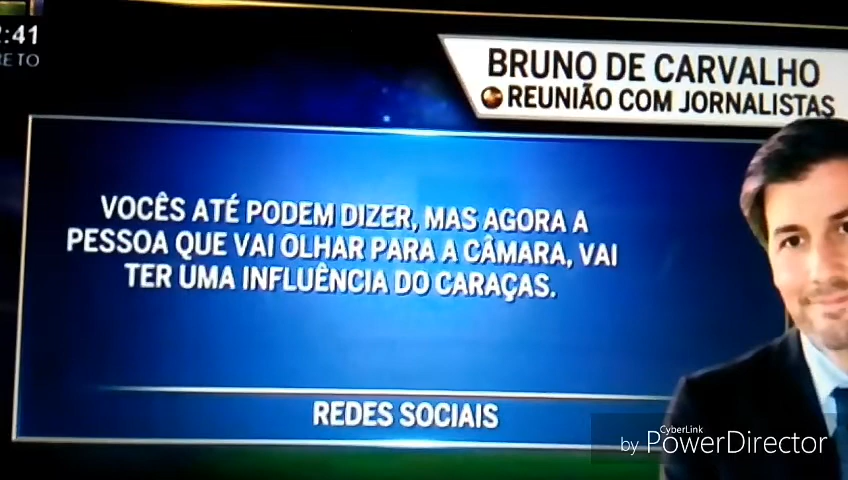 :41
ETO
BRUNO DE CARVALHO
REUNIÃO COM JORNALISTAS
VOCÊS ATÉ PODEM DIZER, MAS AGORA A
PESSOA QUE VAI OLHAR PARA A CÂMARA, VAI
TER UMA INFLUÊNCIA DO CARAÇAS.
REDES SOCIAIS
CyberLink
by PowerDirector